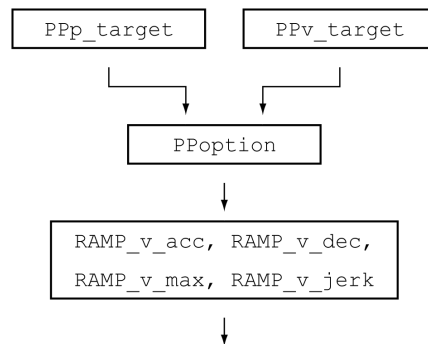 PPp_target
PPv_target
PPoption
RAMP_v_acc, RAMP_v_dec,
RAMP_v_max, RAMP_v_jerk